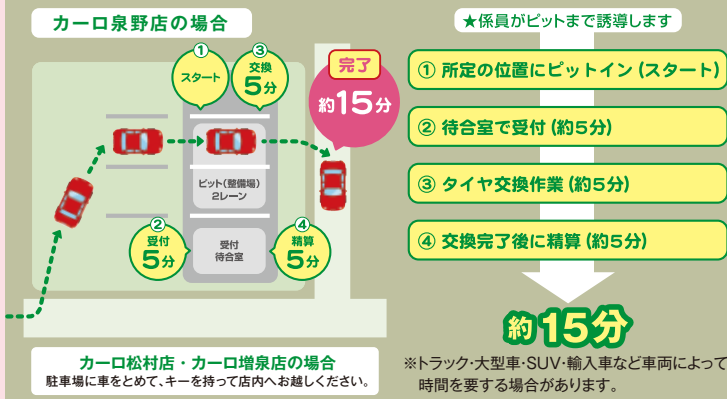 カーロ泉野店の場合
①
スタート
③
交換
5分
完了
約15分
ピット(整備場)
2レーン
②
受付
5分
受付
待合室
④
精算
5分
カーロ松村店・カーロ増泉店の場合
駐車場に車をとめて、キーを持って店内へお越しください。
★係員がピットまで誘導します
① 所定の位置にピットイン(スタート)
② 待合室で受付(約5分)
③ タイヤ交換作業(約5分)
④ 交換完了後に精算(約5分)
約15分
※トラック・大型車・SUV・輸入車など車両によって
時間を要する場合があります。